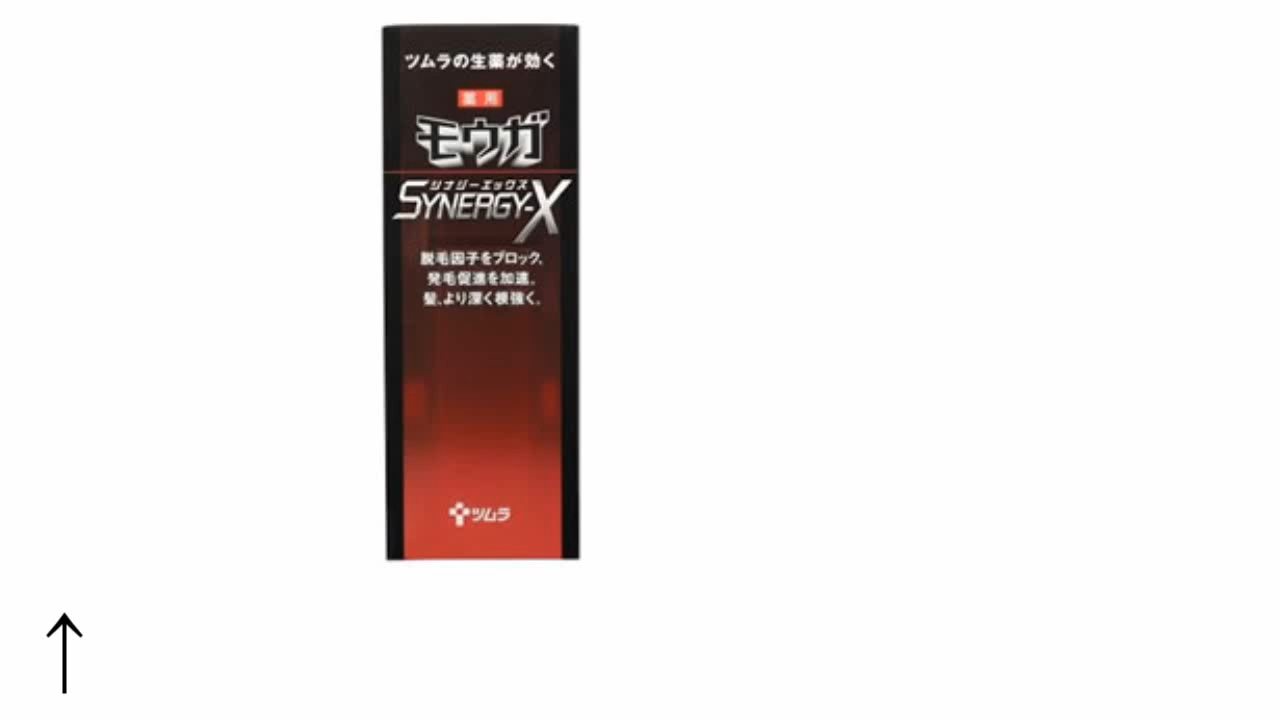 ツムラの生薬が効く
薬用
モウガ
シナジーエックス
SYNERGY-X
脱毛因子をブロック、
発毛促進を加速。
髪、より深く根強く。
ツムラ